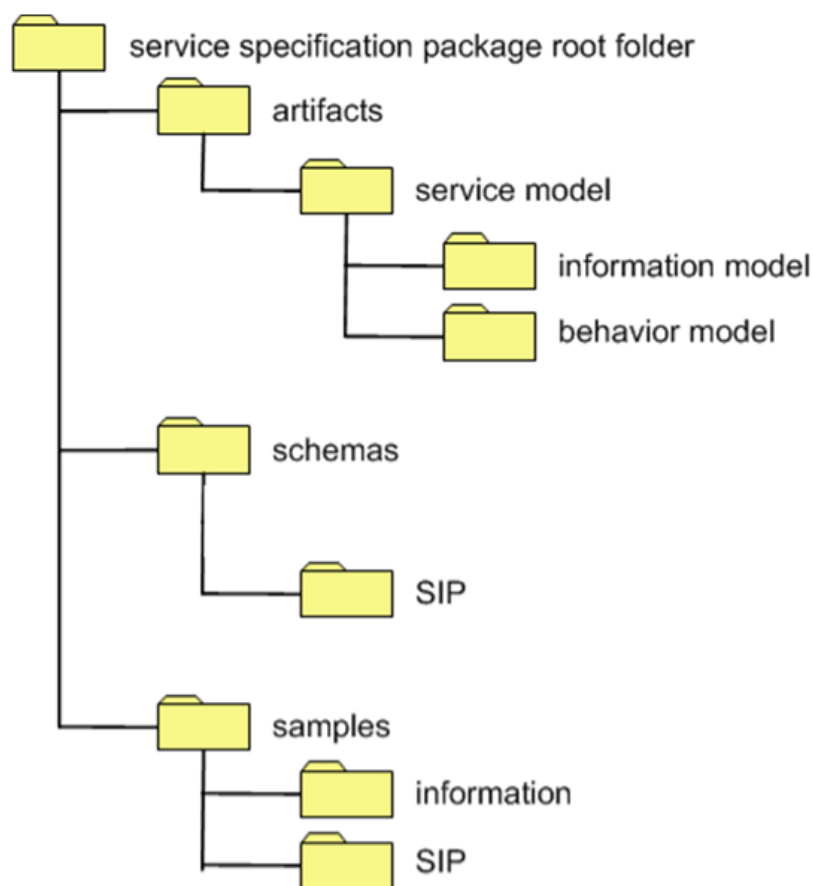 service specification package root folder
artifacts
service model
information model
behavior model
schemas
SIP
samples
information
SIP